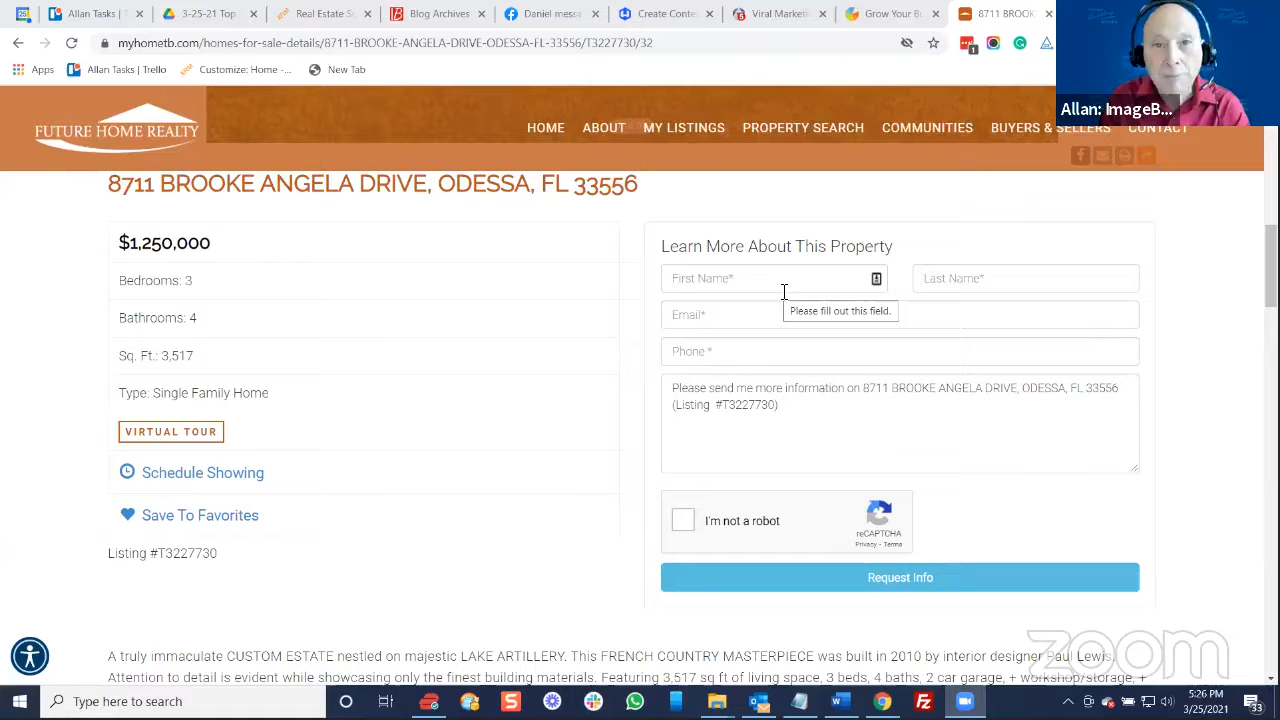 Allan Tasks | T
3-25-21 Top
Real Estate S
Blog Archives
Daniel messe
Create Conte
Viral Market
Grow Your Bu
8711 BROOK
myhometb.com/homes-for-sale-details/8711-BROOKE-ANGELA-DRIVE-ODESSA-FL-33556/T3227730/32
Apps
Allan Tasks | Trello
Customize: Home -...
New Tab
Allan: ImageB...
FUTURE HOME REALTY
HOME
ABOUT
MY LISTINGS
PROPERTY SEARCH
COMMUNITIES
BUYERS & SELLERS
CONTACT
8711 BROOKE ANGELA DRIVE, ODESSA, FL 33556
$1,250,000
Bedrooms: 3
Bathrooms: 4
Sq. Ft.: 3,517
Type: Single Family Home
VIRTUAL TOUR
Schedule Showing
Save To Favorites
Listing #T3227730
Learn More About This Property
First Name*
Last Name*
Please fill out this field.
Email*
Phone *
Please send me more information on 8711 BROOKE ANGELA DRIVE, ODESSA, FL 33556
(Listing #T3227730)
I'm not a robot
reCAPTCHA
Privacy - Terms
Request Info
A truly immaculate CUSTOM ESTATE nestled on majestic LAKE ARTILLERY. This FRENCH COUNTRY MASTERPIECE was built in 2010 by interior designer Paul Lewis.
Attention to detail is evident while showcasing only the finest building materials. Featuring 3,517 sq ft of living space, 3 beds, 4 baths, 2 car garage, + workshop/storage, +
zoom
Type here to search
5:26 PM
3/25/2021
33